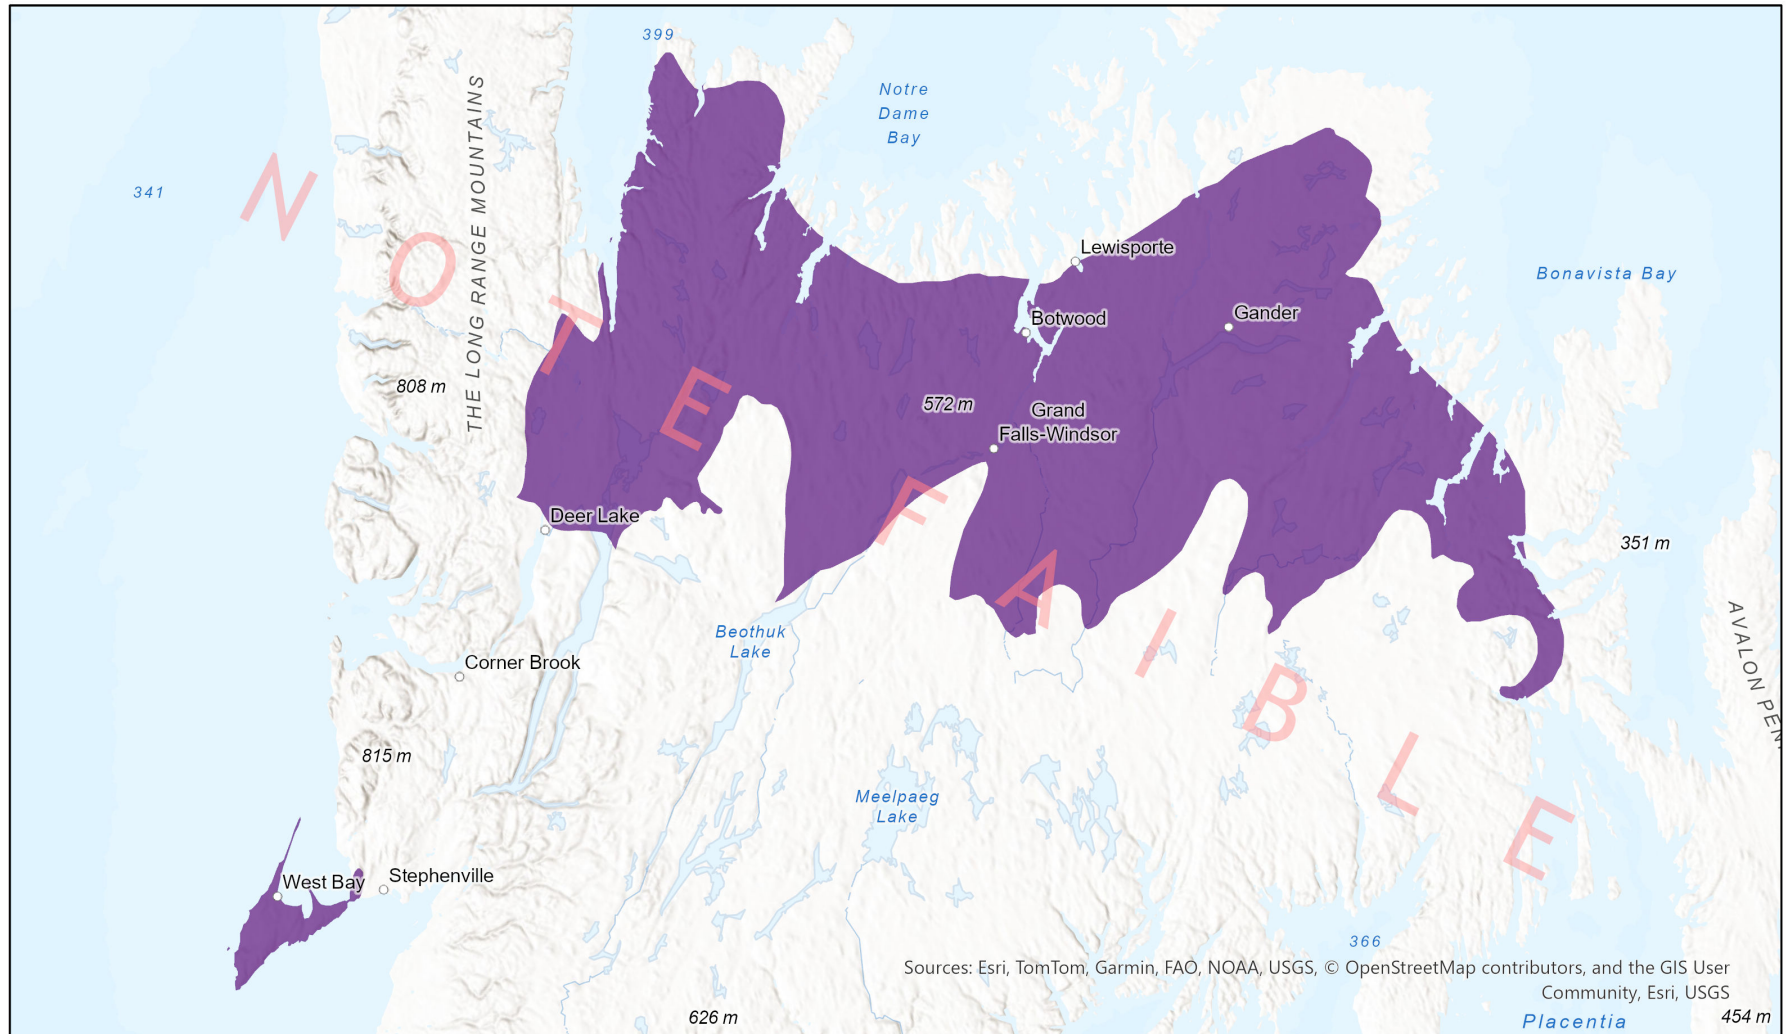 399
Notre
Dame
Bay
341
THE LONG RANGE MOUNTAINS
NOT EFFAIBLE
Lewisporte
Bonavista Bay
Botwood
Gander
808 m
572 m
Grand
Falls-Windsor
Deer Lake
351 m
Beothuk
Lake
AVALON PEN.
Corner Brook
815 m
Meelpaeg
Lake
West Bay
Stephenville
366
Sources: Esri, TomTom, Garmin, FAO, NOAA, USGS, © OpenStreetMap contributors, and the GIS User
Community, Esri, USGS
626 m
Placentia
454 m